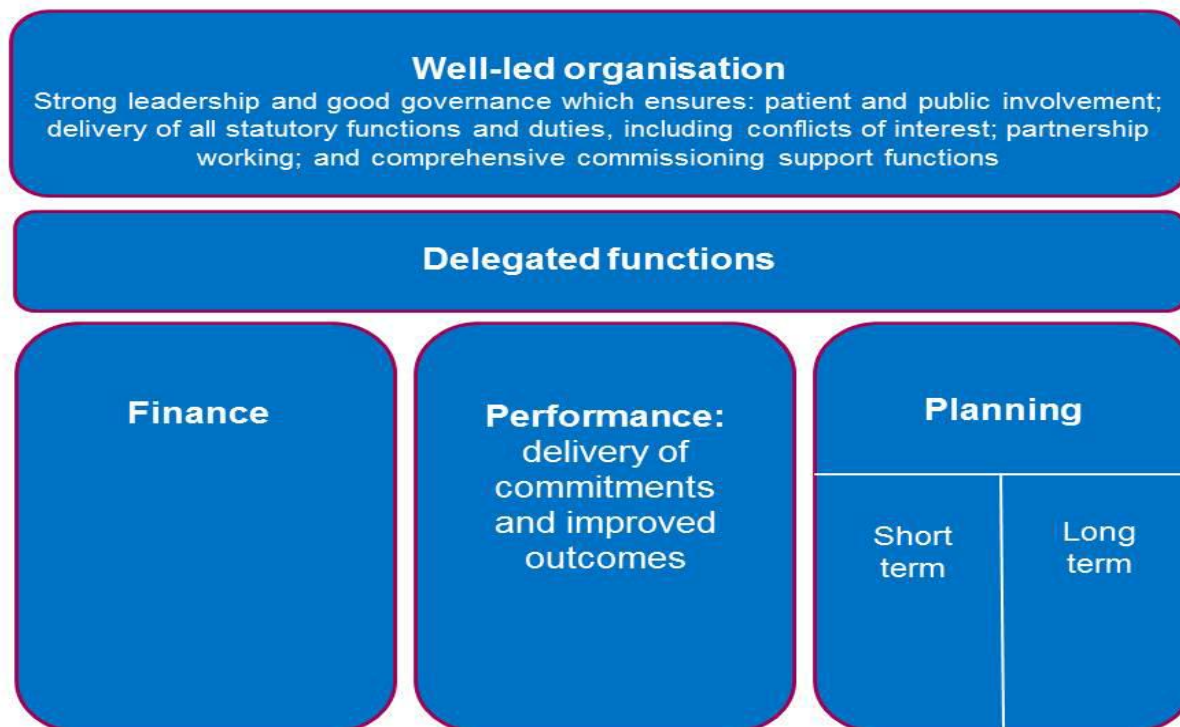 Well-led organisation
Strong leadership and good governance which ensures: patient and public involvement;
delivery of all statutory functions and duties, including conflicts of interest; partnership
working; and comprehensive commissioning support functions
Delegated functions
Finance
Performance:
delivery of
commitments
and improved
outcomes
Planning
Short
term
Long
term